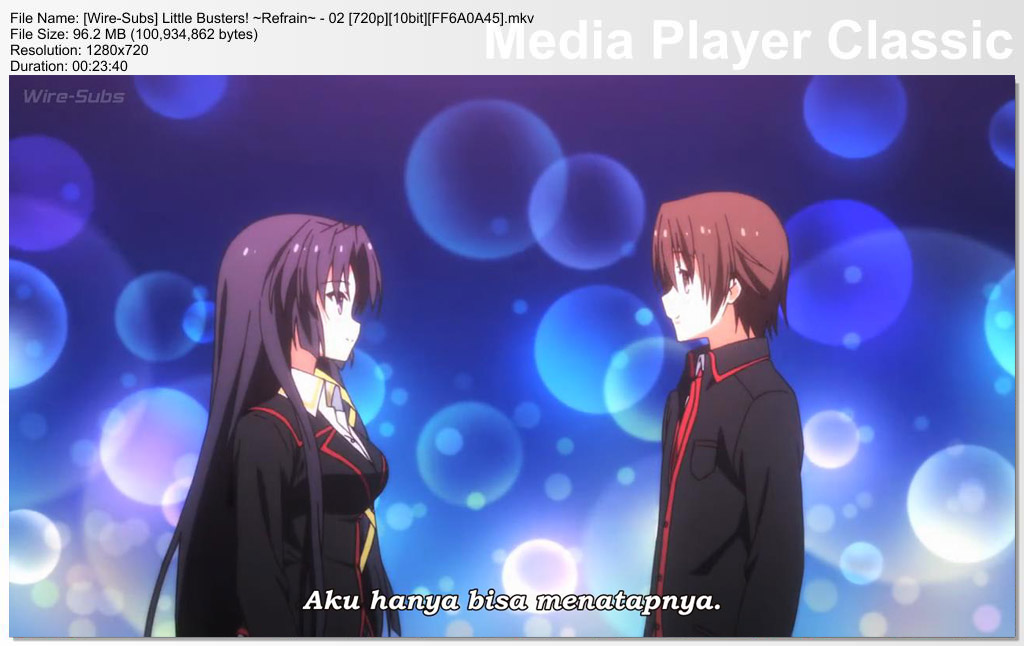 File Name: [Wire-Subs] Little Busters! ~Refrain~ - 02 [720p][10bit][FF6A0A45].mkv
File Size: 96.2 MB (100,934,862 bytes)
Resolution: 1280x720
Duration: 00:23:40
Media Player Classic
Wire-Subs
Aku hanya bisa menatapnya.